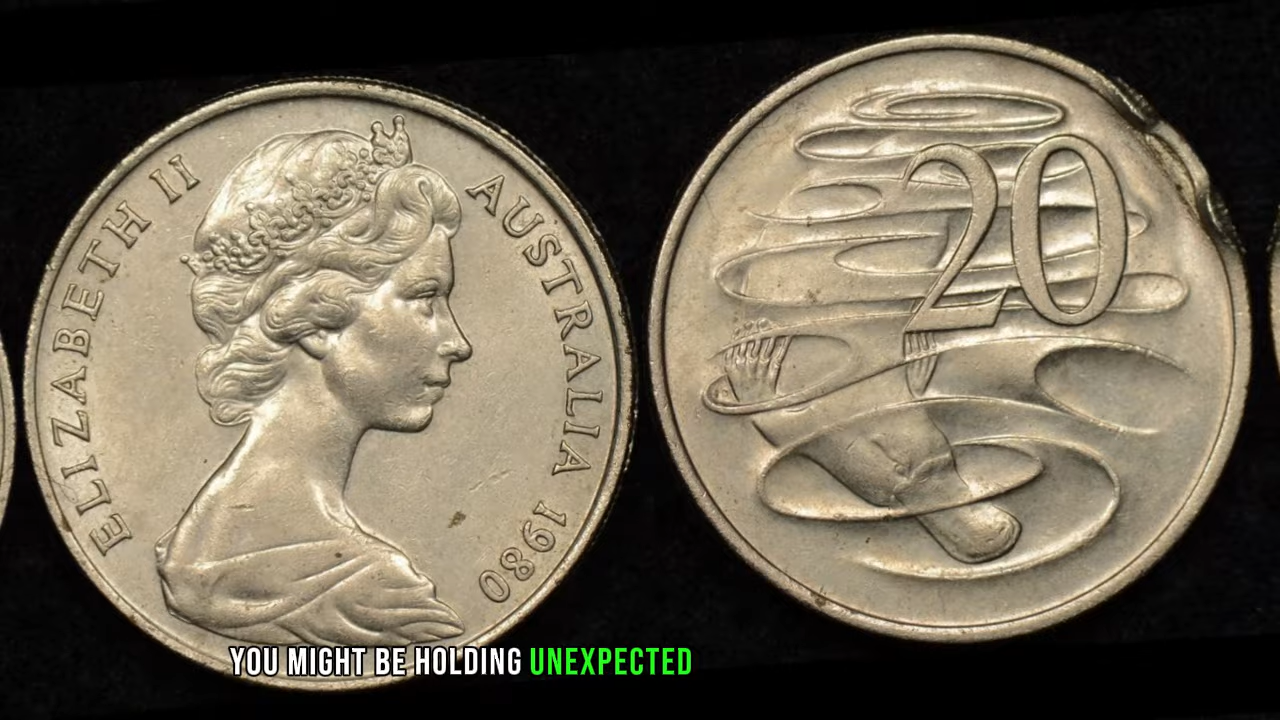 ELIZABETH II
AUSTRALIA 1980
20
YOU MIGHT BE HOLDING UNEXPECTED